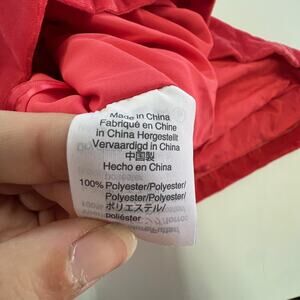 Made in China
Fabriqué en Chine
in China Hergestellt
Vervaardigd in China
中国製
Hecho en China
100% Polyester/Polyester/
Polyester/Polyester/
ポリエステル/
poliéster